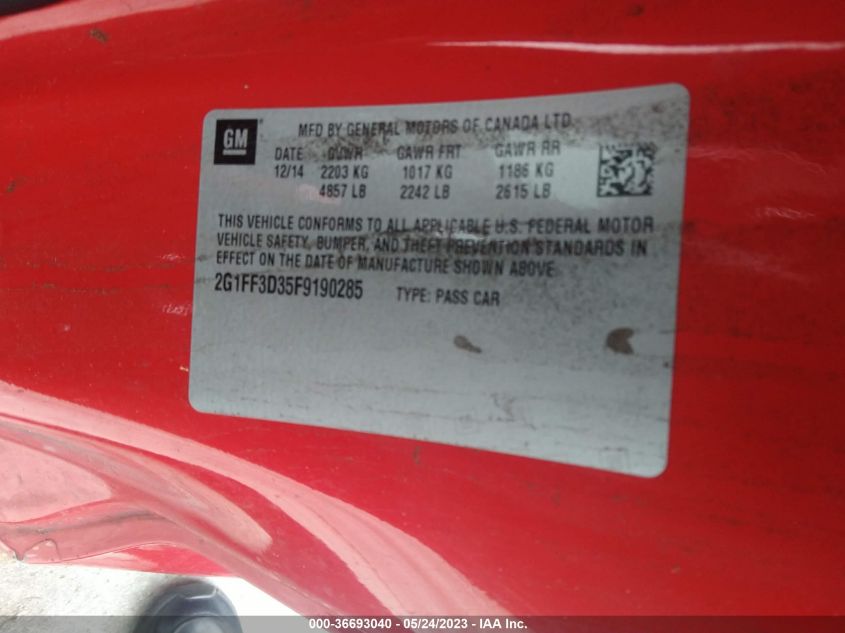 GM ® MFD BY GENERAL MOTORS OF CANADA LTD
DATE GVWR GAWR FRT GAWR RR
12/14 2203 KG 1017 KG 1186 KG
4857 LB 2242 LB 2615 LB
THIS VEHICLE CONFORMS TO ALL APPLICABLE U.S. FEDERAL MOTOR
VEHICLE SAFETY, BUMPER, AND THEFT PREVENTION STANDARDS IN
EFFECT ON THE DATE OF MANUFACTURE SHOWN ABOVE
2G1FF3D35F9190285 TYPE: PASS CAR
000-36693040 - 05/24/2023 - IAA Inc.